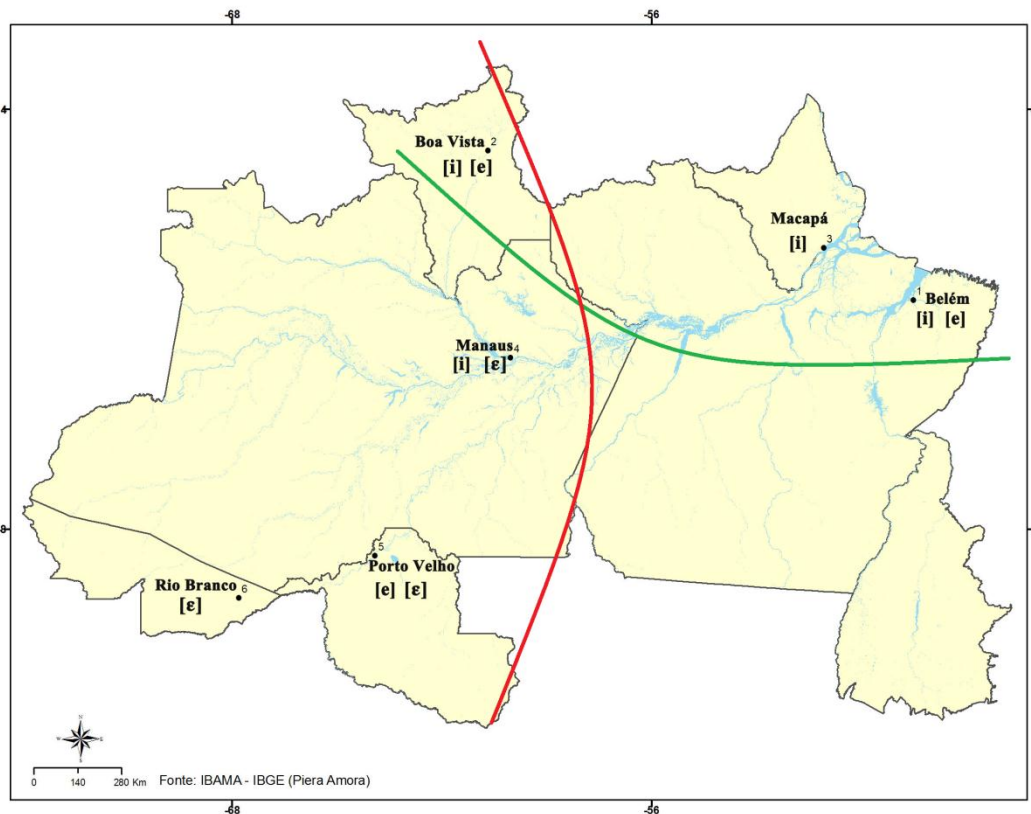 -68 -56
4
Boa Vista 2
[i] [e]
Macapá
3
[i]
1 Belém
[i] [e]
Manaus 4
[i] [ɛ]
8
5
Porto Velho
[e] [ɛ]
Rio Branco 6
[ɛ]
0 140 280 Km Fonte: IBAMA - IBGE (Piera Amora)
-68 -56